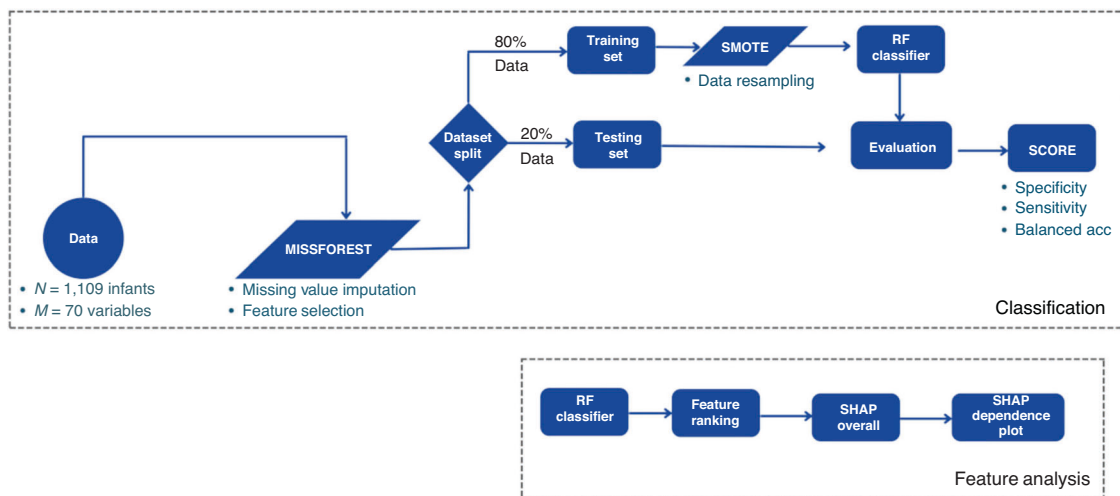 80%
Data
Training
set
SMOTE
• Data resampling
RF
classifier
Dataset
split
20%
Data
Testing
set
Evaluation
SCORE
• Specificity
• Sensitivity
• Balanced acc
Data
• N = 1,109 infants
• M = 70 variables
MISSFOREST
• Missing value imputation
• Feature selection
Classification
RF
classifier
Feature
ranking
SHAP
overall
SHAP
dependence
plot
Feature analysis